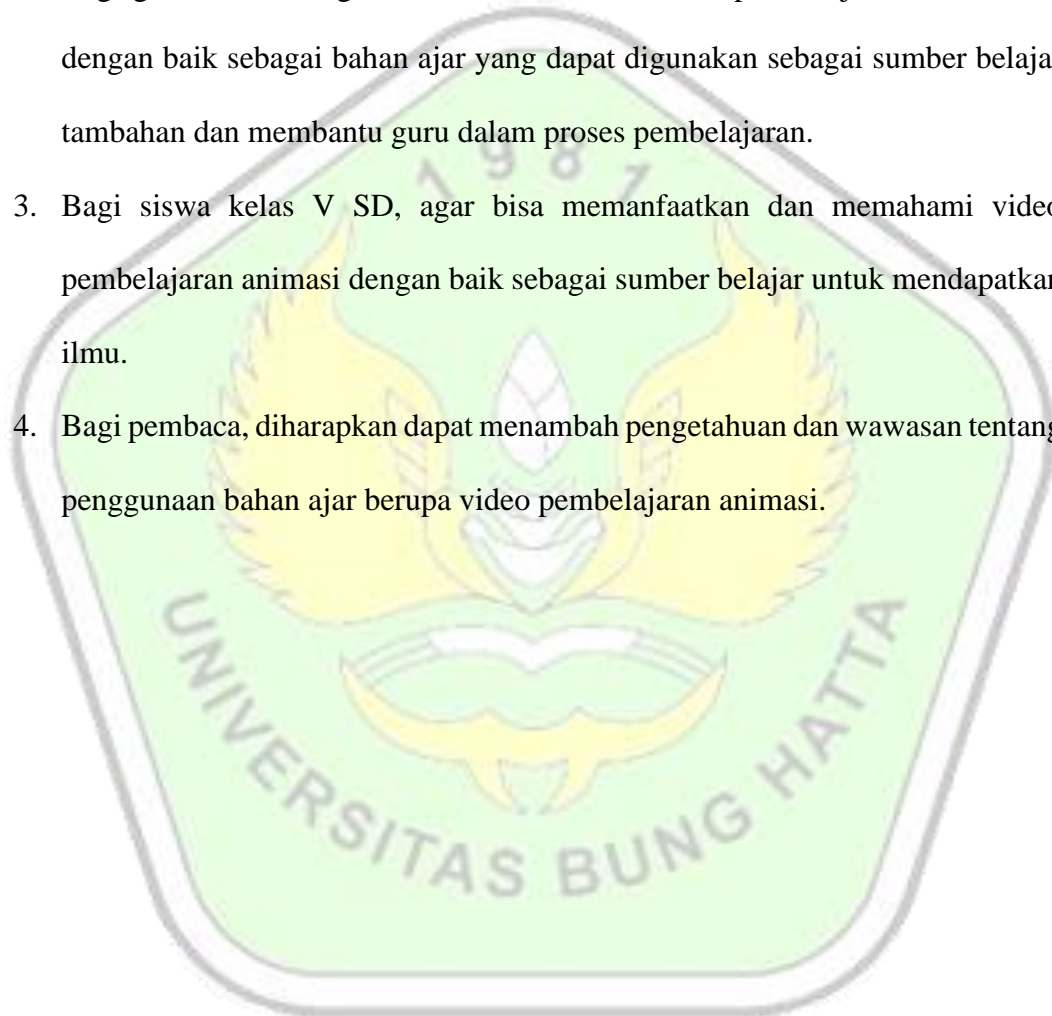 dengan baik sebagai bahan ajar yang dapat digunakan sebagai sumber
tambahan dan membantu guru dalam proses pembelajaran.
3. Bagi siswa kelas V SD, agar bisa memanfaatkan dan memahami video
pembelajaran animasi dengan baik sebagai sumber belajar untuk mendapatkan
ilmu.
4. Bagi pembaca, diharapkan dapat menambah pengetahuan dan wawasan tentang
penggunaan bahan ajar berupa video pembelajaran animasi.
1981
UNIVERSITAS BUNG HATTA